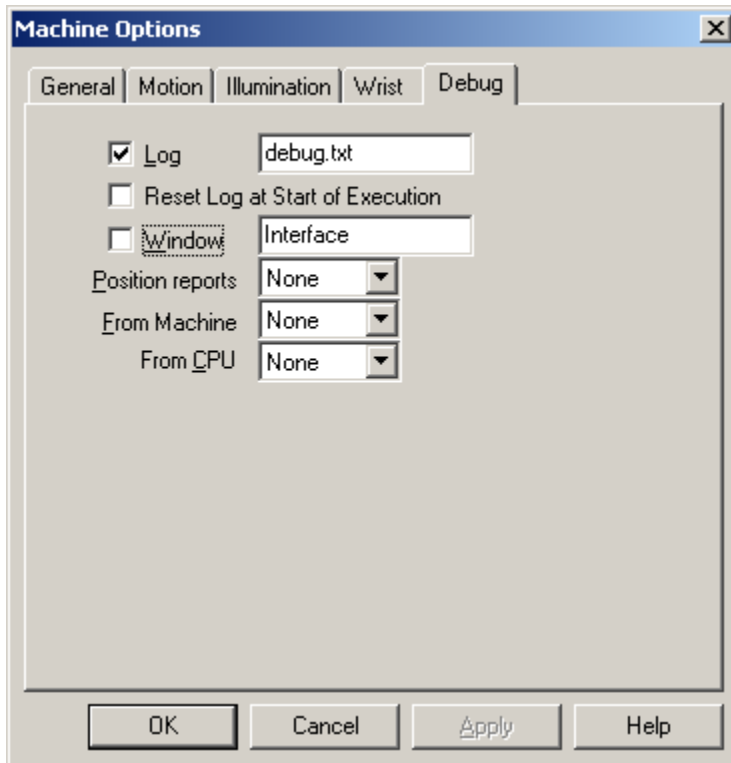 Machine Options
General Motion Illumination Wrist Debug
Log debug.txt
Reset Log at Start of Execution
Window Interface
Position reports None
From Machine None
From CPU None
OK Cancel Apply Help